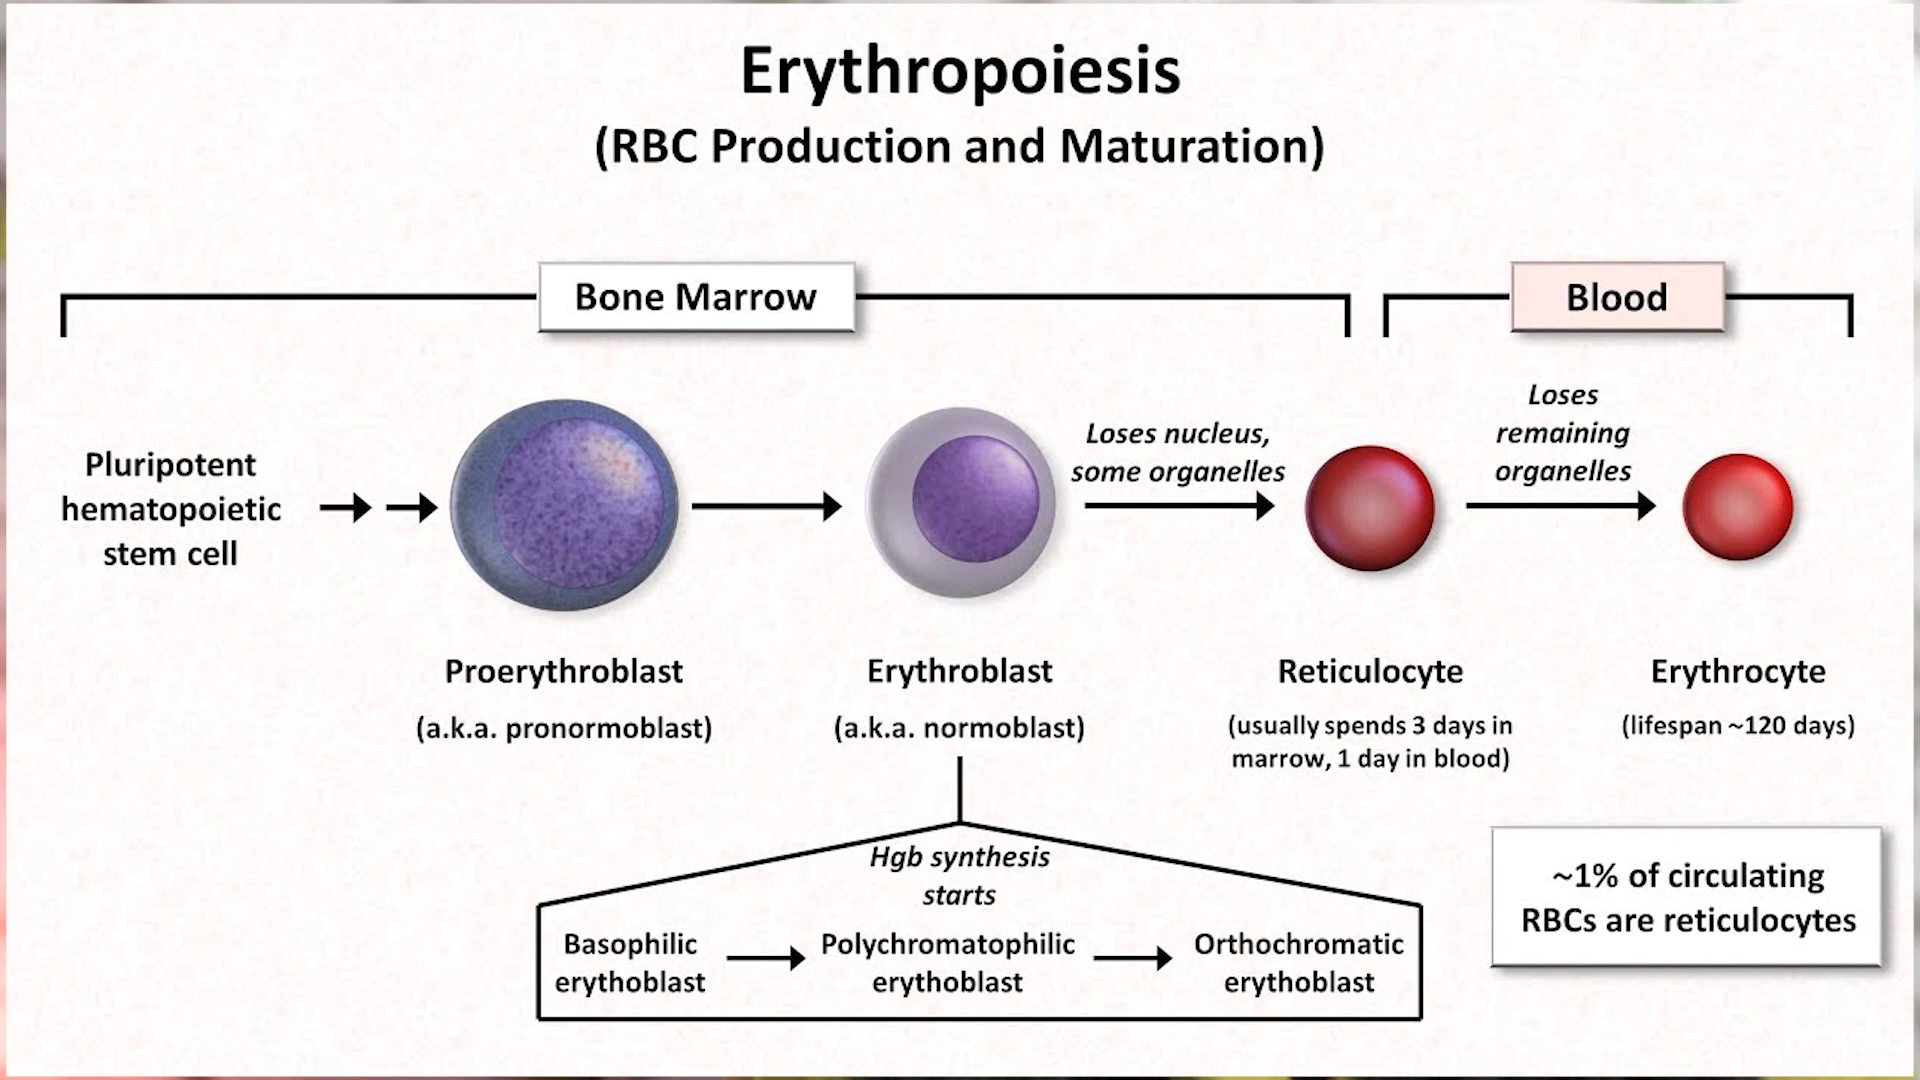 Erythropoiesis
(RBC Production and Maturation)
Bone Marrow
Blood
Pluripotent
hematopoietic
stem cell
Loses nucleus,
some organelles
Loses
remaining
organelles
Proerythroblast
(a.k.a. pronormoblast)
Erythroblast
(a.k.a. normoblast)
Reticulocyte
(usually spends 3 days in
marrow, 1 day in blood)
Erythrocyte
(lifespan ~120 days)
Hgb synthesis
starts
Basophilic
erythoblast
Polychromatophilic
erythoblast
Orthochromatic
erythoblast
~1% of circulating
RBCs are reticulocytes